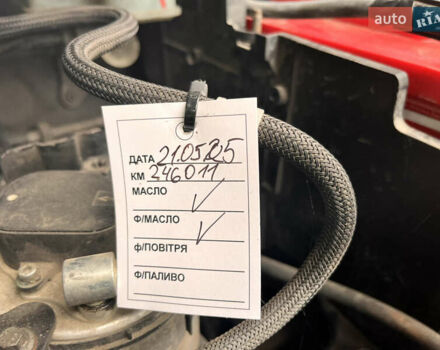 auto RIA
ДАТА 21.05.25
КМ 246011
МАСЛО
Ф/МАСЛО ✓
Ф/ПОВІТРЯ ✓
Ф/ПАЛИВО